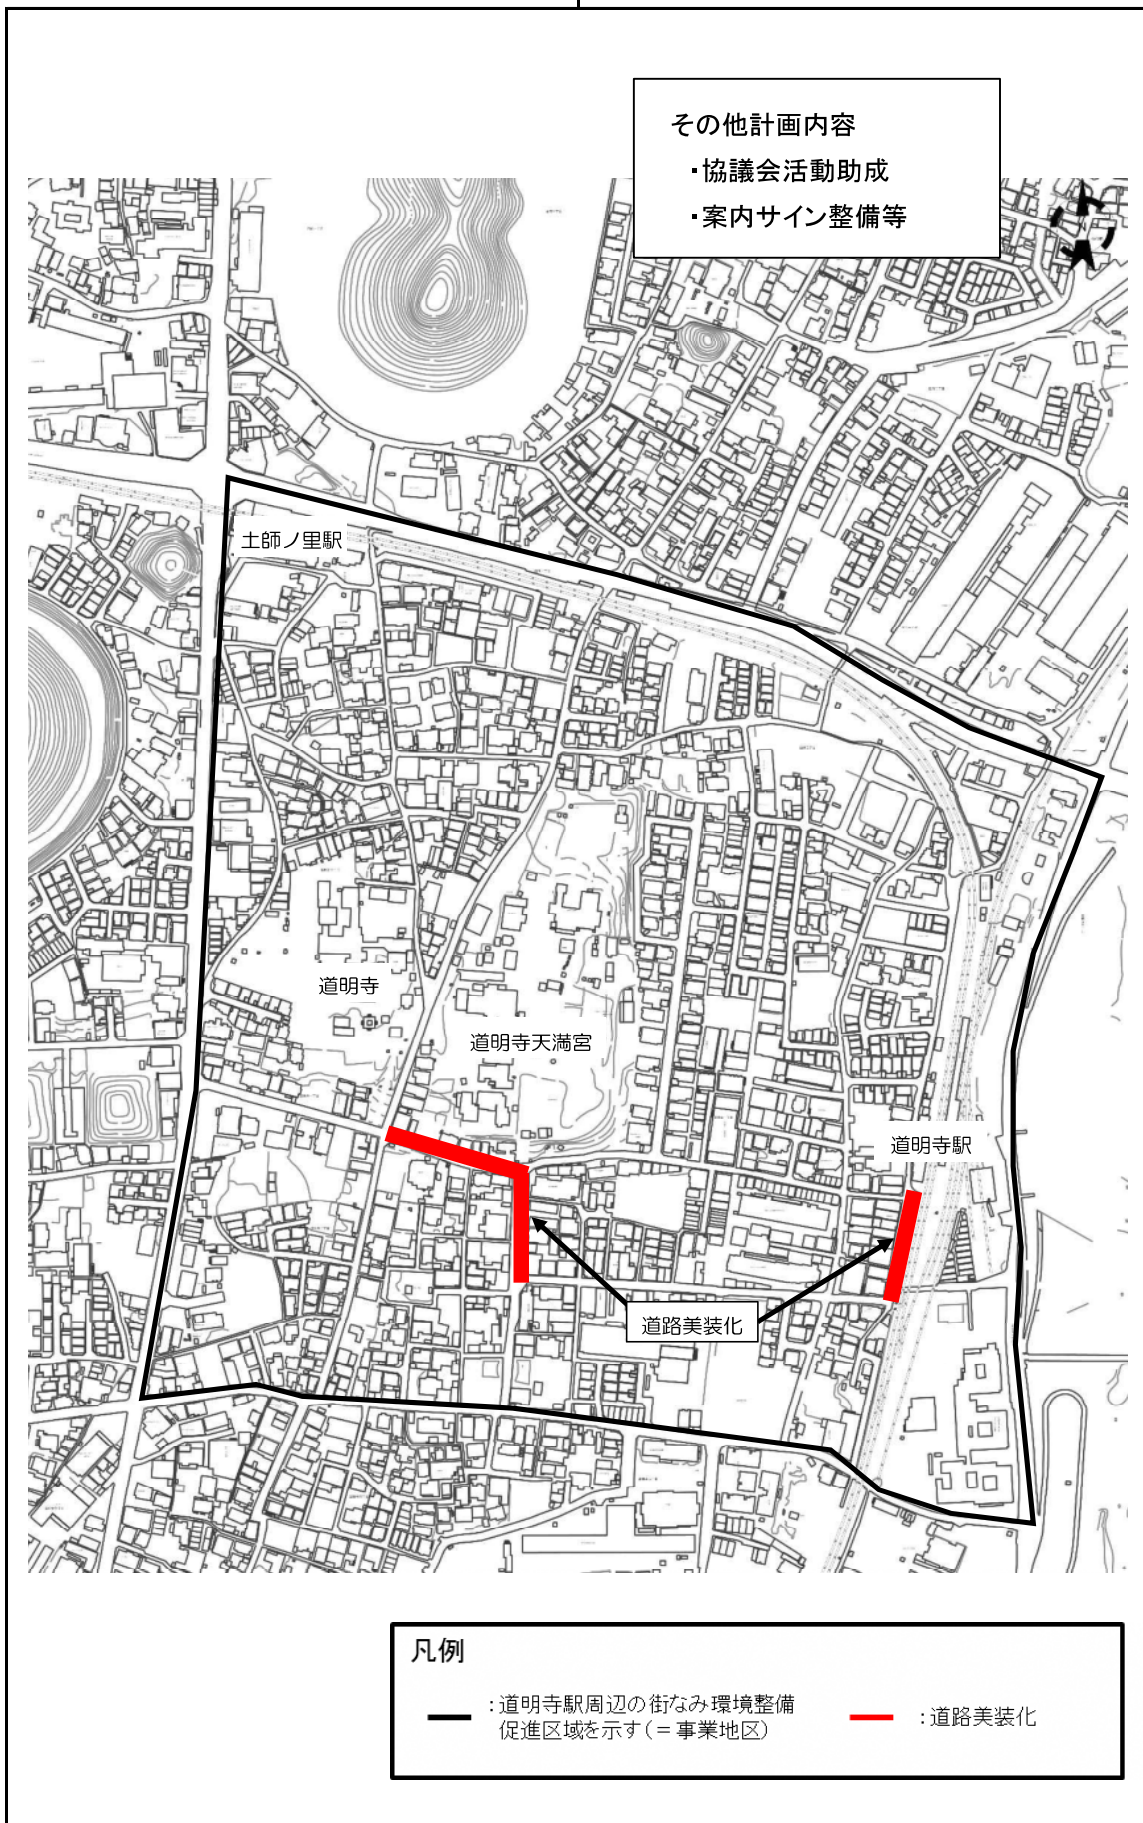 その他計画内容
・協議会活動助成
・案内サイン整備等
土師ノ里駅
道明寺
道明寺天満宮
道明寺駅
道路美装化
凡例
：道明寺駅周辺の街なみ環境整備
促進区域を示す（＝事業地区）
：道路美装化